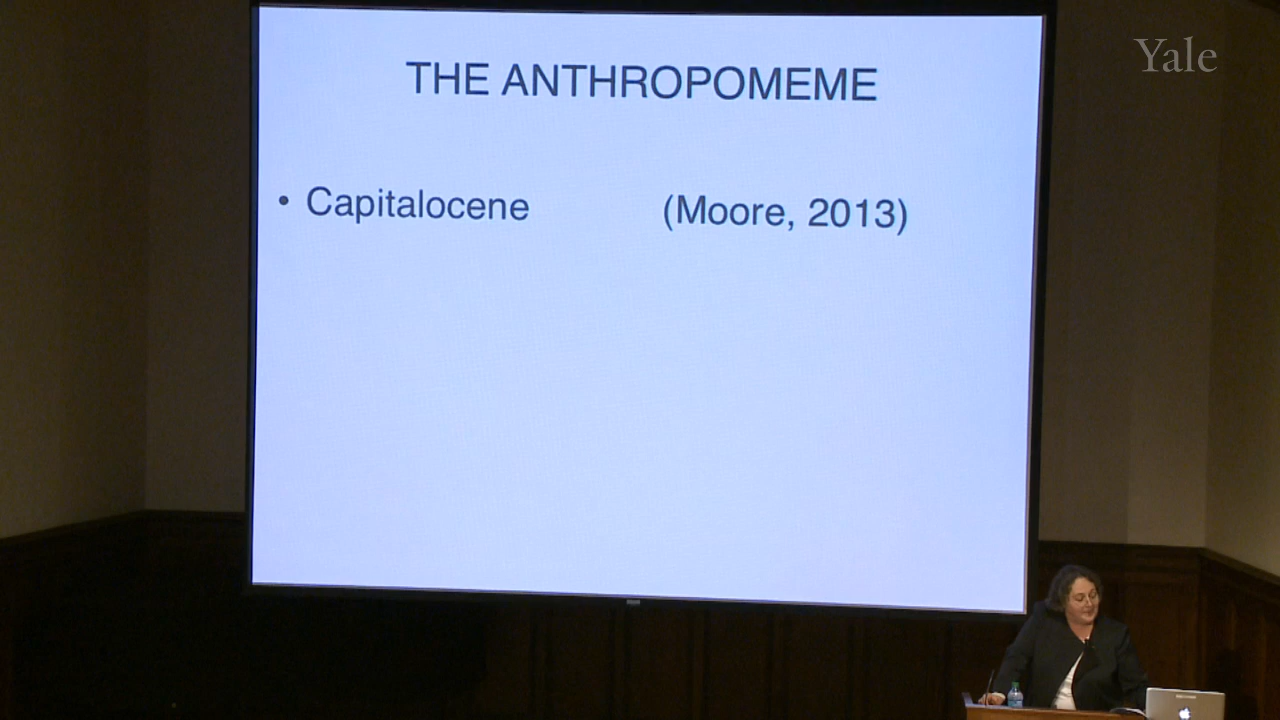 Yale
THE ANTHROPOMEME
• Capitalocene (Moore, 2013)